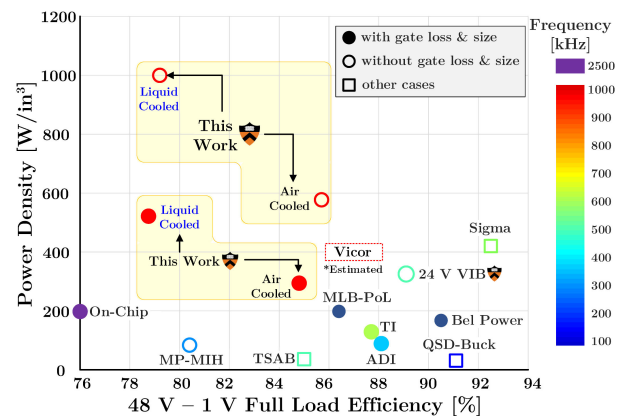 Frequency
[kHz]
2500
1000
900
800
700
600
500
400
300
200
100
with gate loss & size
without gate loss & size
other cases
1200
1000
800
600
400
200
0
Power Density [W/in³]
Liquid
Cooled
This
Work
Air
Cooled
Liquid
Cooled
This Work
Air
Cooled
Vicor
*Estimated
Sigma
24 V VIB
MLB-PoL
On-Chip
TI
Bel Power
MP-MIH
TSAB
ADI
QSD-Buck
76
80
82
84
86
88
90
92
94
48 V – 1 V Full Load Efficiency [%]